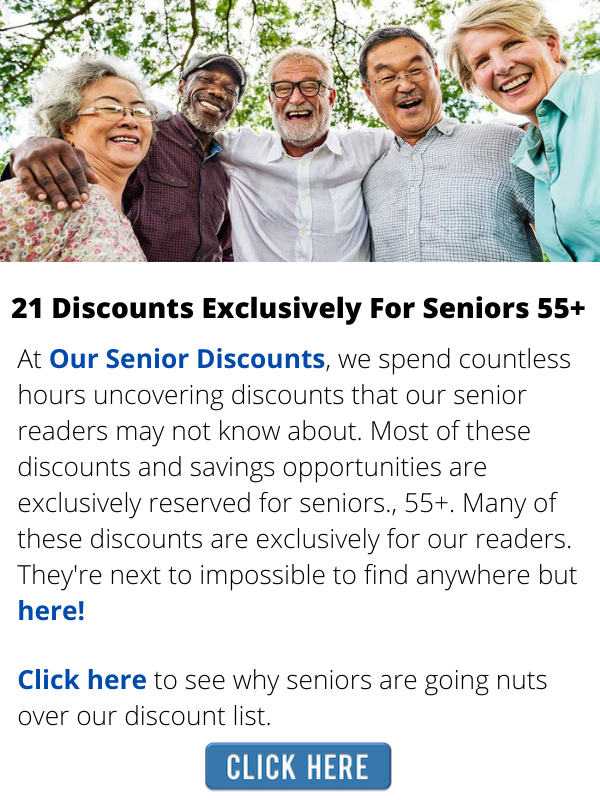 21 Discounts Exclusively For Seniors 55+
At Our Senior Discounts, we spend countless
hours uncovering discounts that our senior
readers may not know about. Most of these
discounts and savings opportunities are
exclusively reserved for seniors., 55+. Many of
these discounts are exclusively for our readers.
They're next to impossible to find anywhere but
here!
Click here to see why seniors are going nuts
over our discount list.
CLICK HERE